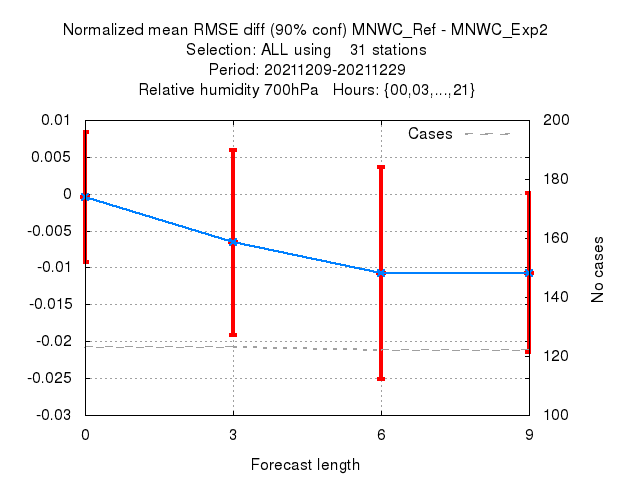 Normalized mean RMSE diff (90% conf) MNWC_Ref - MNWC_Exp2
Selection: ALL using    31 stations
Period: 20211209-20211229
Relative humidity 700hPa   Hours: {00,03,...,21}
Cases
0.01
0.005
0
-0.005
-0.01
-0.015
-0.02
-0.025
-0.03
200
180
160
140
120
100
No cases
0 3 6 9
Forecast length